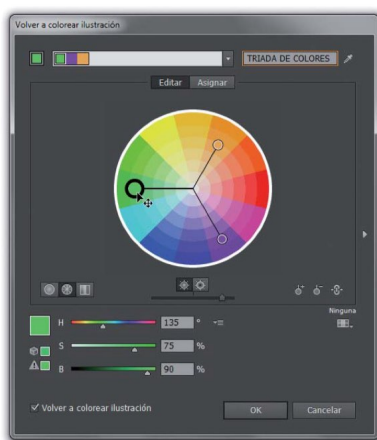 Volver a colorear ilustración
TRIADA DE COLORES
Editar Asignar
H 135 °
S 75 %
B 90 %
Ninguna
Volver a colorear ilustración OK Cancelar